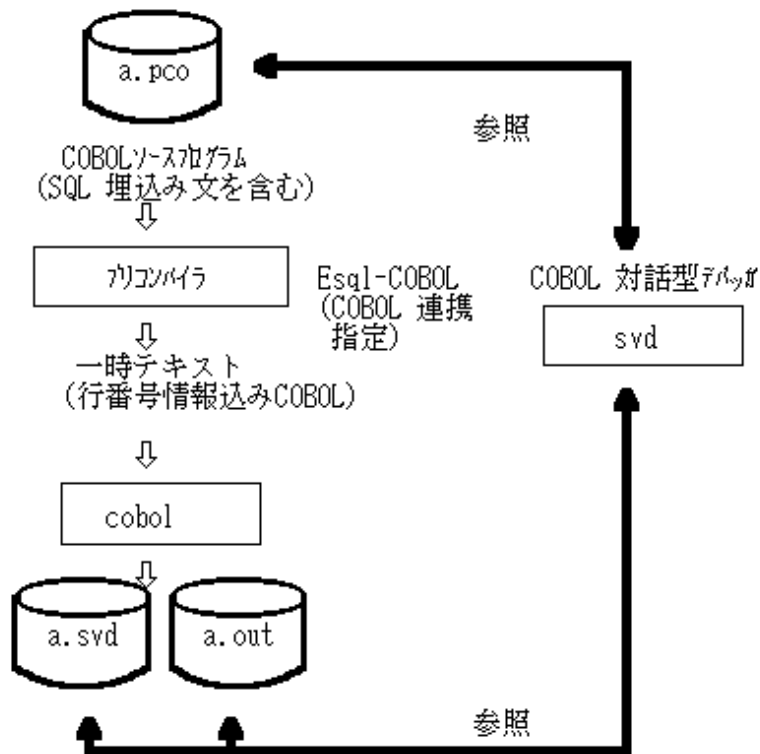 a.pco
参照
COBOLｿｰｽﾌﾟﾛｸﾞﾗﾑ
(SQL 埋込み文を含む)
⇩
ﾌﾟﾘｺﾝﾊﾟｲﾗ
Esql-COBOL
(COBOL 連携
指定)
COBOL 対話型ﾃﾞﾊﾞｯｶﾞ
svd
⇩
一時テキスト
(行番号情報込みCOBOL)
⇩
cobol
⇩
a.svd
a.out
参照